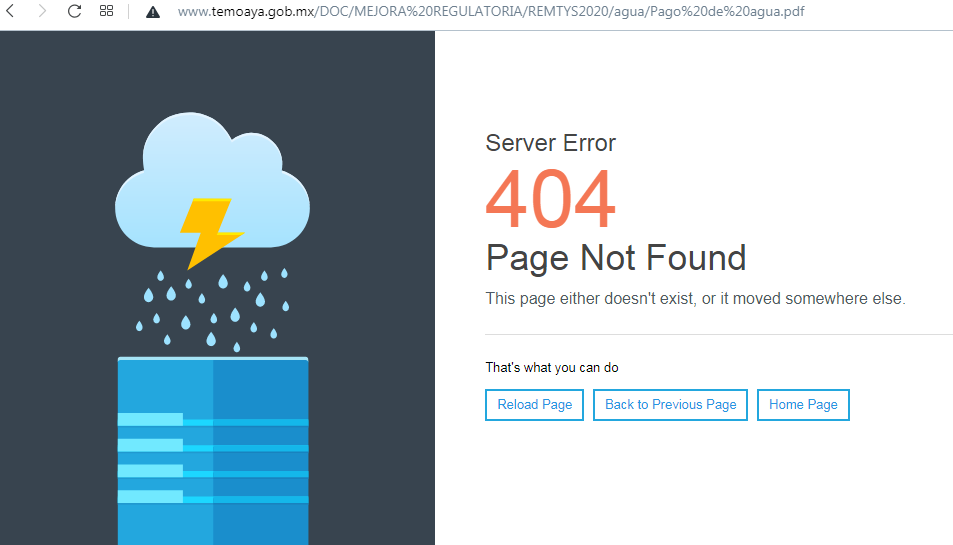 www.temoaya.gob.mx/DOC/MEJORA%20REGULATORIA/REMTYS2020/agua/Pago%20de%20agua.pdf
Server Error
404
Page Not Found
This page either doesn't exist, or it moved somewhere else.
That's what you can do
Reload Page Back to Previous Page Home Page